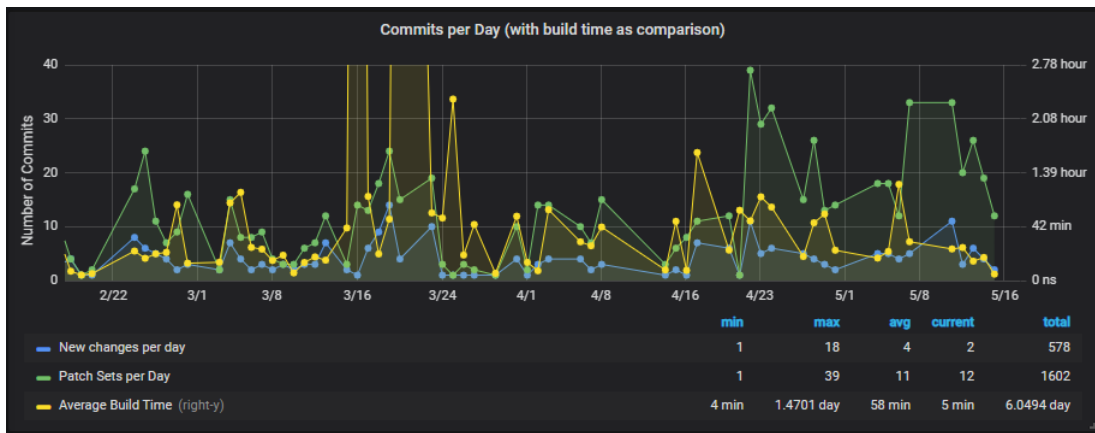 Commits per Day (with build time as comparison)
Number of Commits
40
30
20
10
0
2.78 hour
2.08 hour
1.39 hour
42 min
0 ns
2/22 3/1 3/8 3/16 3/24 4/1 4/8 4/16 4/23 5/1 5/8 5/16
min max avg current total
New changes per day 1 18 4 2 578
Patch Sets per Day 1 39 11 12 1602
Average Build Time (right-y) 4 min 1.4701 day 58 min 5 min 6.0494 day